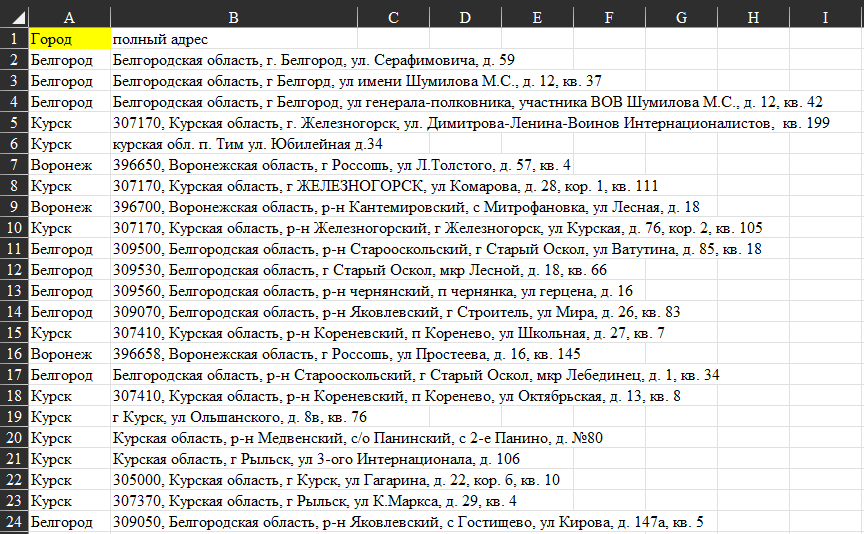 A B C D E F G H I
1 Город полный адрес
2 Белгород Белгородская область, г. Белгород, ул. Серафимовича, д. 59
3 Белгород Белгородская область, г Белгорд, ул имени Шумилова М.С., д. 12, кв. 37
4 Белгород Белгородская область, г Белгород, ул генерала-полковника, участника ВОВ Шумилова М.С., д. 12, кв. 42
5 Курск 307170, Курская область, г. Железногорск, ул. Димитрова-Ленина-Воинов Интернационалистов, кв. 199
6 Курск курская обл. п. Тим ул. Юбилейная д.34
7 Воронеж 396650, Воронежская область, г Россошь, ул Л.Толстого, д. 57, кв. 4
8 Курск 307170, Курская область, г ЖЕЛЕЗНОГОРСК, ул Комарова, д. 28, кор. 1, кв. 111
9 Воронеж 396700, Воронежская область, р-н Кантемировский, с Митрофановка, ул Лесная, д. 18
10 Курск 307170, Курская область, р-н Железногорский, г Железногорск, ул Курская, д. 76, кор. 2, кв. 105
11 Белгород 309500, Белгородская область, р-н Старооскольский, г Старый Оскол, ул Ватутина, д. 85, кв. 18
12 Белгород 309530, Белгородская область, г Старый Оскол, мкр Лесной, д. 18, кв. 66
13 Белгород 309560, Белгородская область, р-н чернянский, п чернянка, ул герцена, д. 16
14 Белгород 309070, Белгородская область, р-н Яковлевский, г Строитель, ул Мира, д. 26, кв. 83
15 Курск 307410, Курская область, р-н Кореневский, п Коренево, ул Школьная, д. 27, кв. 7
16 Воронеж 396658, Воронежская область, г Россошь, ул Простеева, д. 16, кв. 145
17 Белгород Белгородская область, р-н Старооскольский, г Старый Оскол, мкр Лебединец, д. 1, кв. 34
18 Курск 307410, Курская область, р-н Кореневский, п Коренево, ул Октябрьская, д. 13, кв. 8
19 Курск г Курск, ул Ольшанского, д. 8в, кв. 76
20 Курск Курская область, р-н Медвенский, с/о Панинский, с 2-е Панино, д. №80
21 Курск Курская область, г Рыльск, ул 3-ого Интернационала, д. 106
22 Курск 305000, Курская область, г Курск, ул Гагарина, д. 22, кор. б, кв. 10
23 Курск 307370, Курская область, г Рыльск, ул К.Маркса, д. 29, кв. 4
24 Белгород 309050, Белгородская область, р-н Яковлевский, с Гостищево, ул Кирова, д. 147а, кв. 5